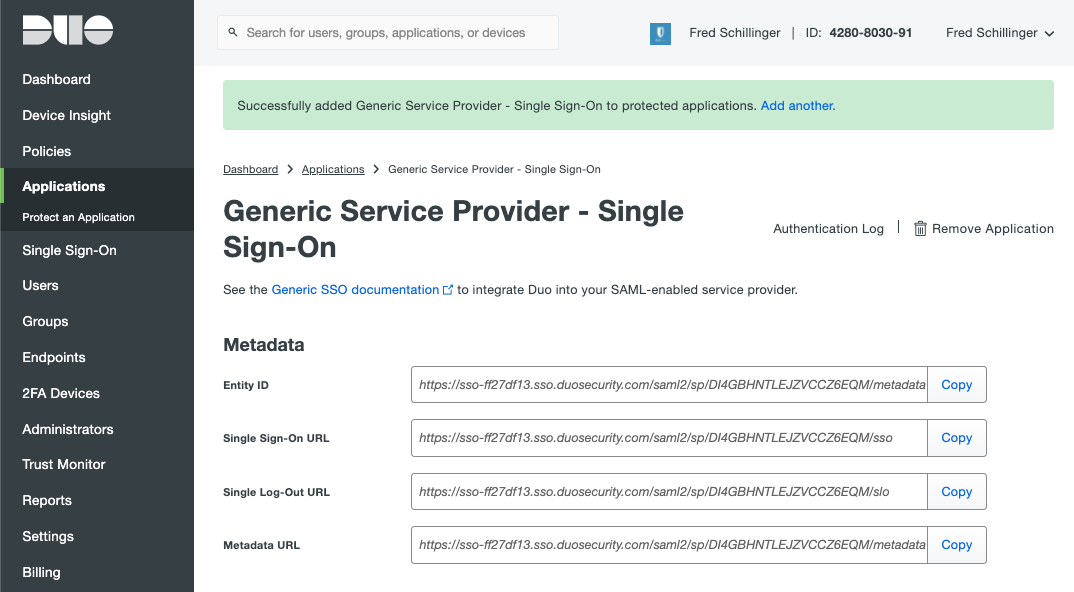 DUO
Search for users, groups, applications, or devices
Fred Schillinger | ID: 4280-8030-91
Fred Schillinger
Dashboard
Device Insight
Policies
Applications
Protect an Application
Single Sign-On
Users
Groups
Endpoints
2FA Devices
Administrators
Trust Monitor
Reports
Settings
Billing
Successfully added Generic Service Provider - Single Sign-On to protected applications. Add another.
Dashboard > Applications > Generic Service Provider - Single Sign-On
Generic Service Provider - Single
Sign-On
Authentication Log | Remove Application
See the Generic SSO documentation to integrate Duo into your SAML-enabled service provider.
Metadata
Entity ID
https://sso-ff27df13.sso.duosecurity.com/saml2/sp/DI4GBHNTLEJZVCCZ6EQM/metadata
Copy
Single Sign-On URL
https://sso-ff27df13.sso.duosecurity.com/saml2/sp/DI4GBHNTLEJZVCCZ6EQM/sso
Copy
Single Log-Out URL
https://sso-ff27df13.sso.duosecurity.com/saml2/sp/DI4GBHNTLEJZVCCZ6EQM/slo
Copy
Metadata URL
https://sso-ff27df13.sso.duosecurity.com/saml2/sp/DI4GBHNTLEJZVCCZ6EQM/metadata
Copy